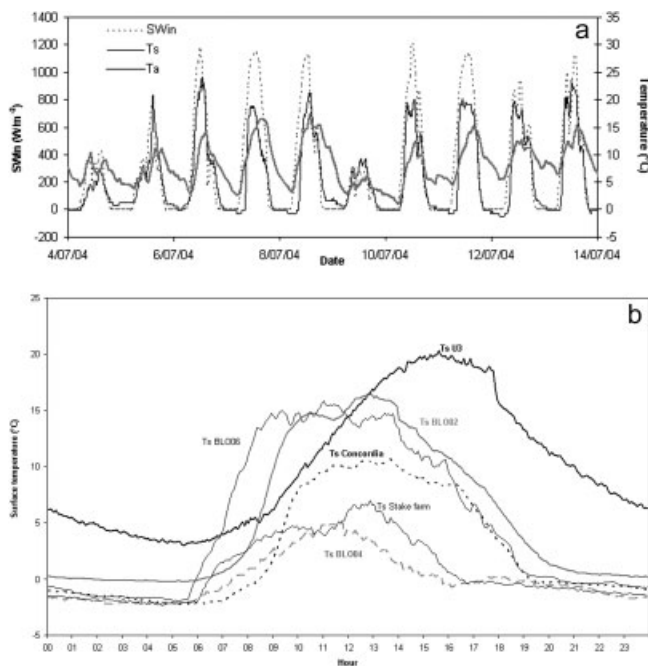 a
SWin
Ts
Ta
SWin (Wm⁻²)
1400
1200
1000
800
600
400
200
0
-200
Temperature (°C)
35
30
25
20
15
10
5
0
-5
4/07/04 6/07/04 8/07/04 10/07/04 12/07/04 14/07/04
Date
b
Surface temperature (°C)
25
20
15
10
5
0
-5
Ts U3
Ts BLO06
Ts BLO02
Ts Concordia
Ts Stake farm
Ts BLO04
00 01 02 03 04 05 06 07 08 09 10 11 12 13 14 15 16 17 18 19 20 21 22 23
Hour